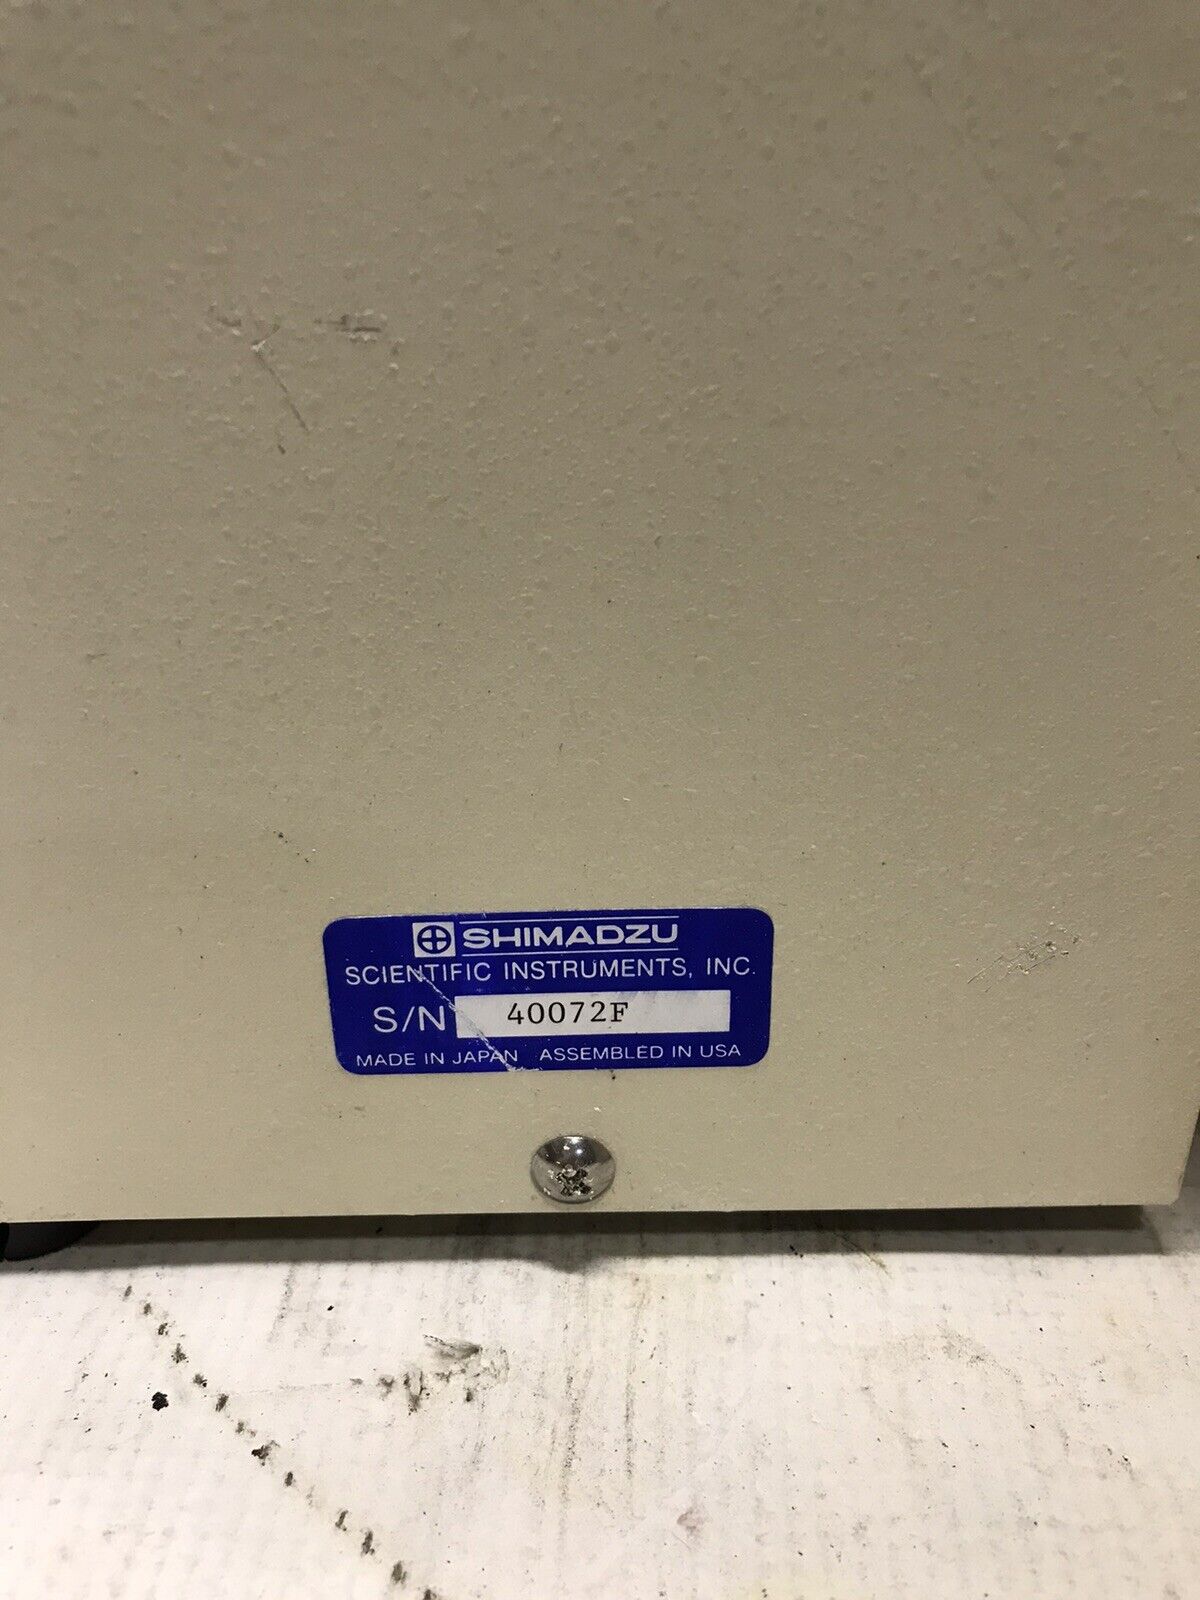 SHIMADZU
SCIENTIFIC INSTRUMENTS, INC.
S/N 40072F
MADE IN JAPAN ASSEMBLED IN USA